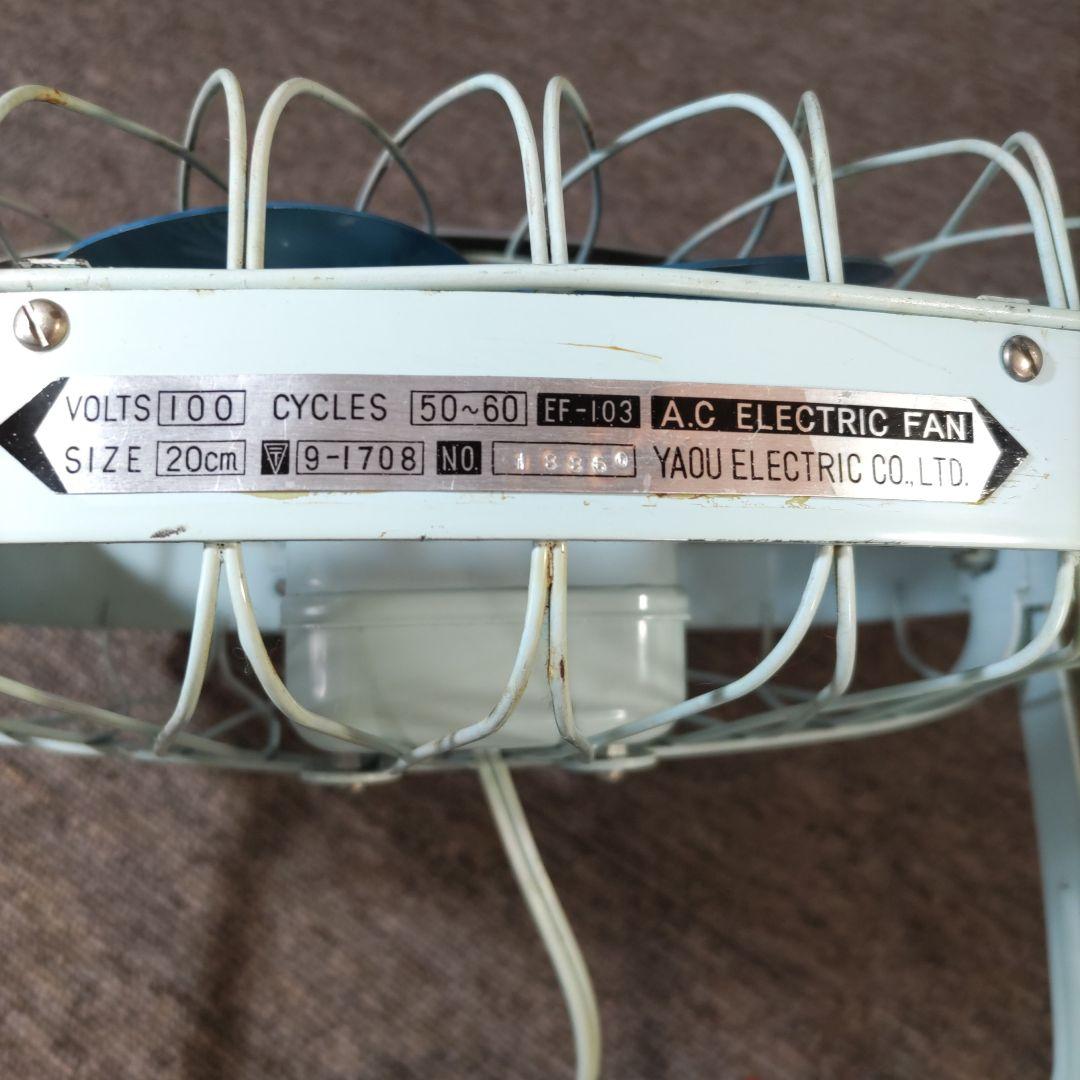 VOLTS 100 CYCLES 50~60 EF-103 A.C ELECTRIC FAN
SIZE 20cm 9-1708 NO. YAOU ELECTRIC CO.,LTD.